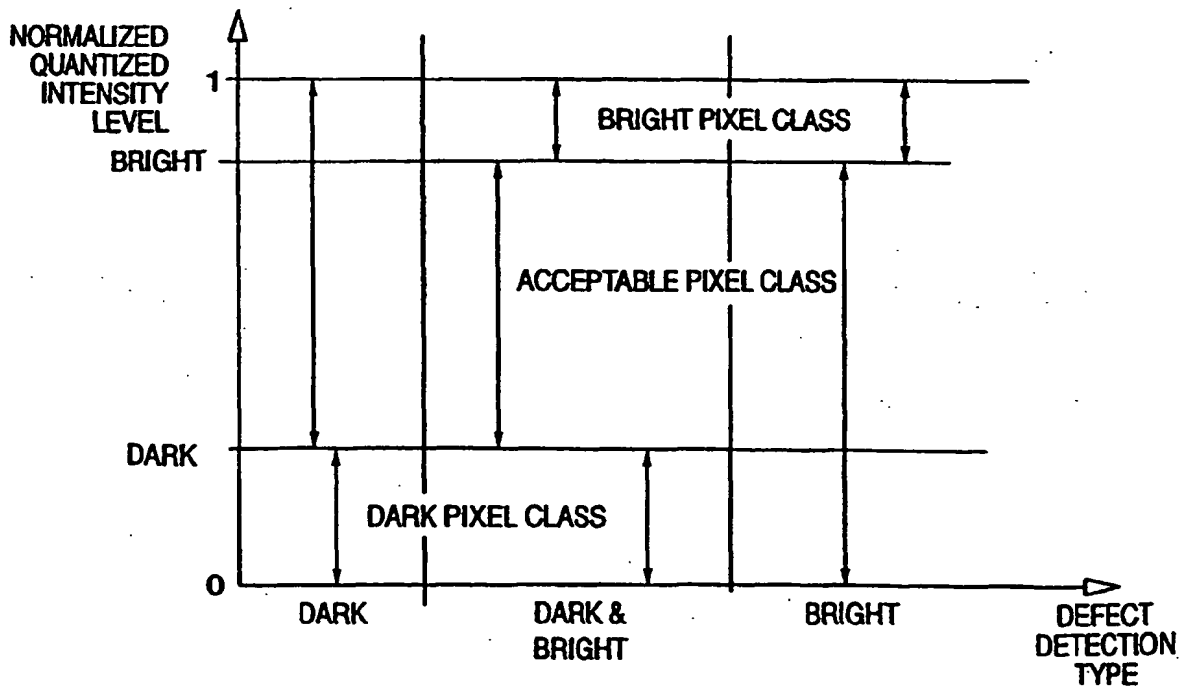 NORMALIZED
QUANTIZED
INTENSITY
LEVEL
1
BRIGHT PIXEL CLASS
BRIGHT
ACCEPTABLE PIXEL CLASS
DARK
DARK PIXEL CLASS
0
DARK
DARK &
BRIGHT
BRIGHT
DEFECT
DETECTION
TYPE